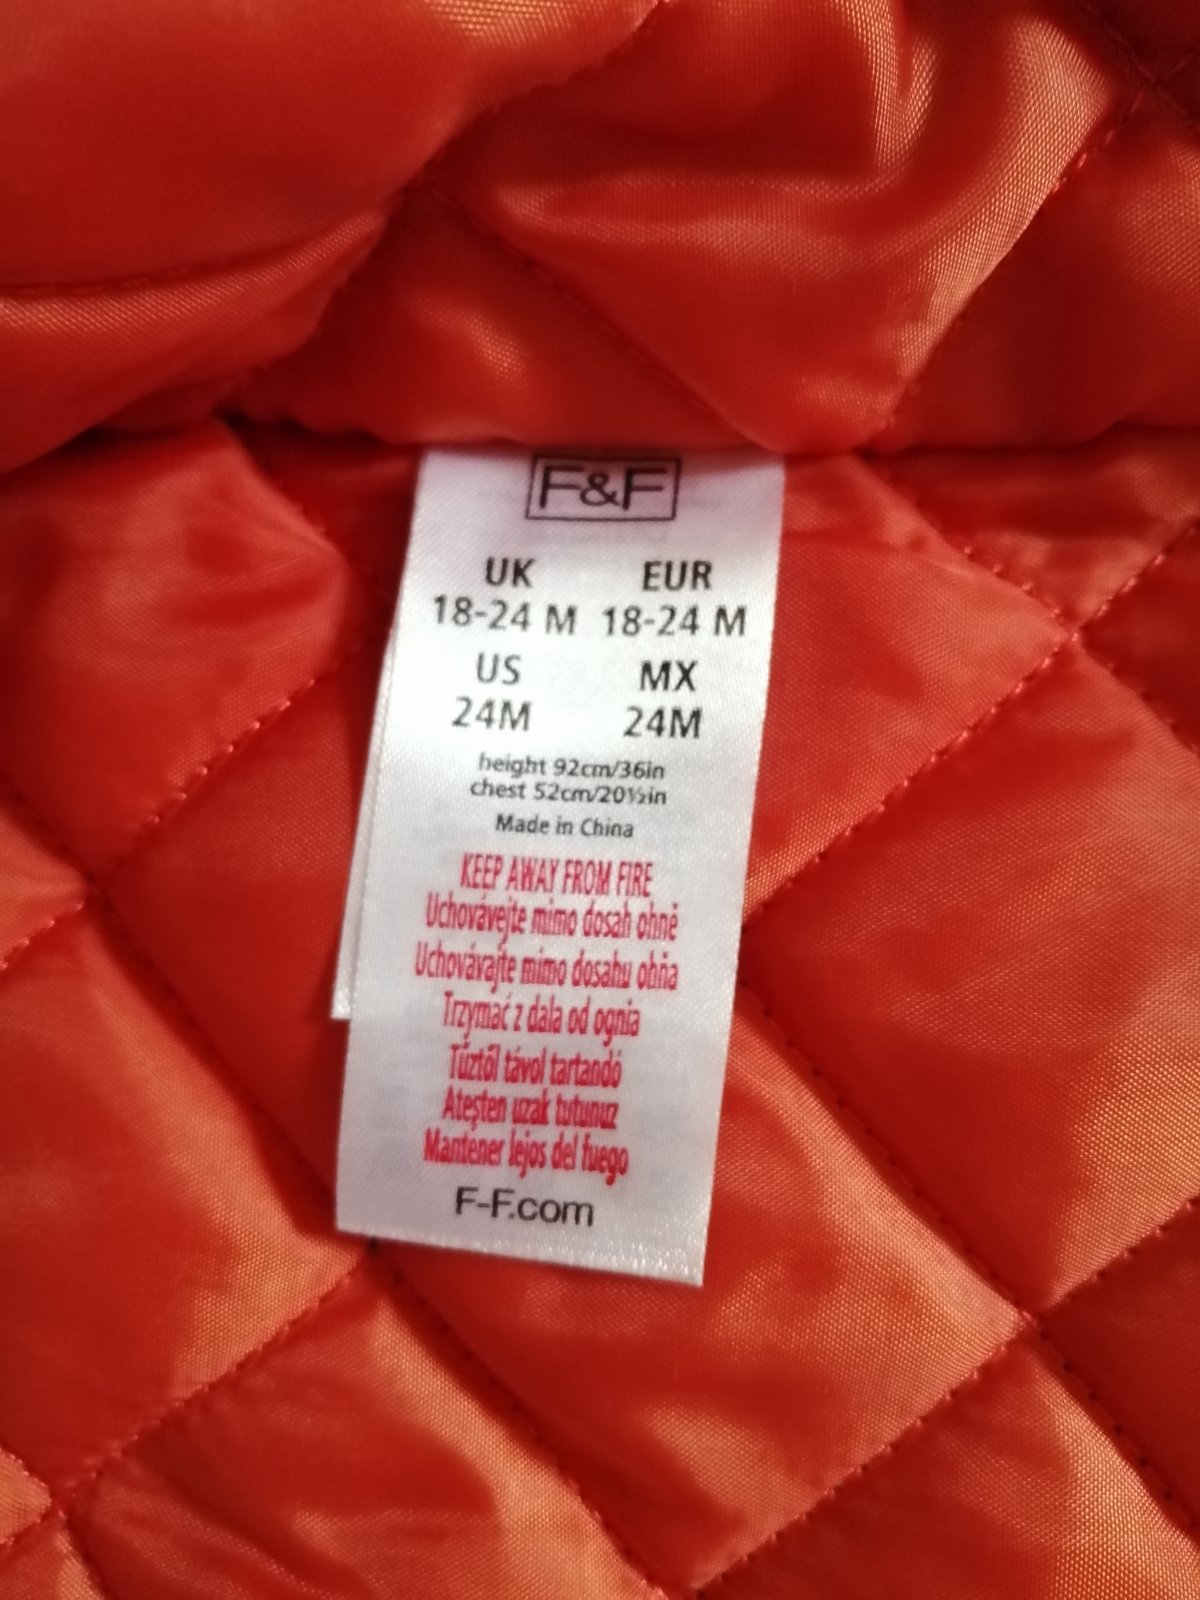 F&F
UK EUR
18-24 M 18-24 M
US MX
24M 24M
height 92cm/36in
chest 52cm/20½in
Made in China
KEEP AWAY FROM FIRE
Uchovávejte mimo dosah ohně
Uchovávajte mimo dosahu ohňa
Trzymać z dala od ognia
Tűztől távol tartandó
Ateşten uzak tutunuz
Mantener lejos del fuego
F-F.com